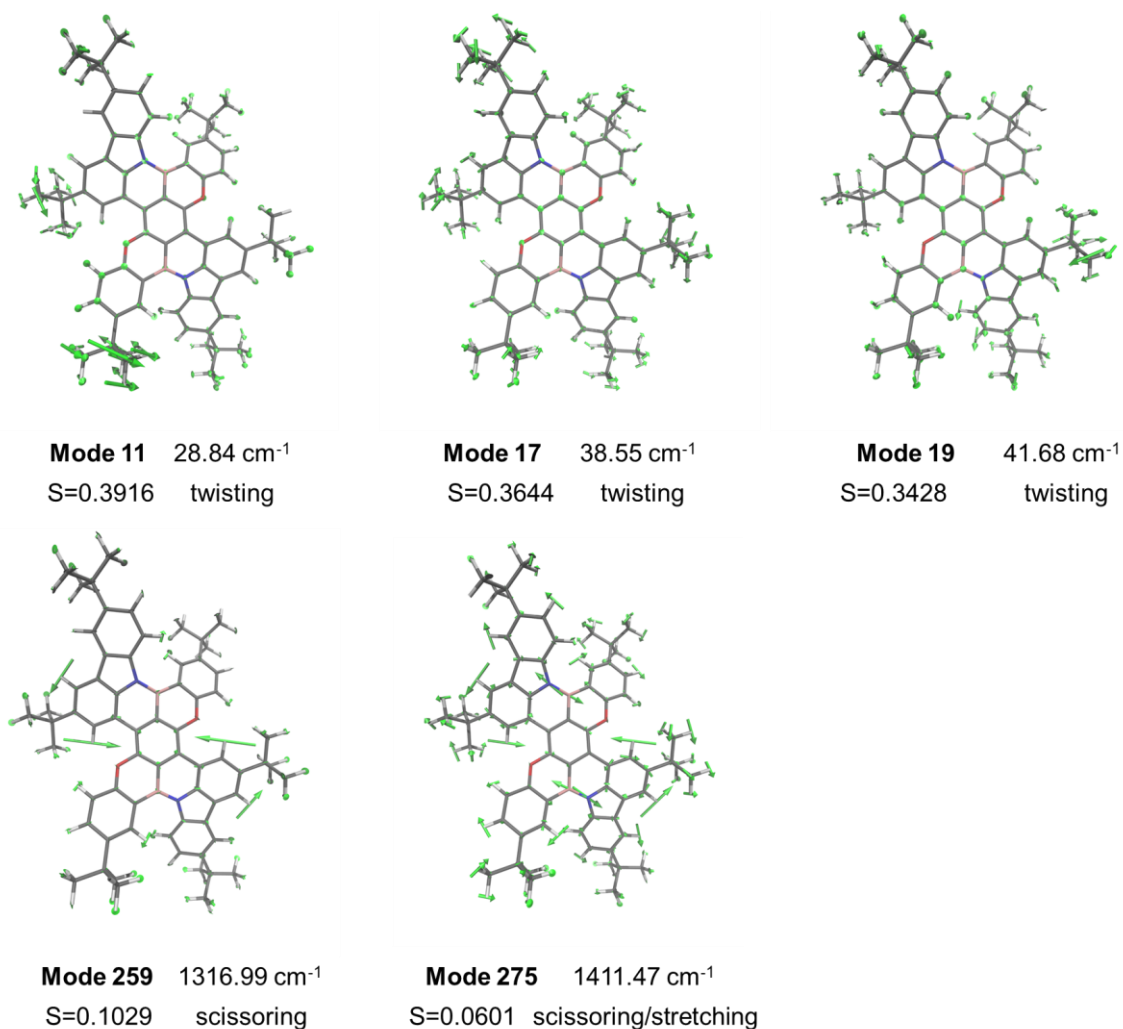 Mode 11 28.84 cm-1 Mode 17 38.55 cm-1 Mode 19 41.68 cm-1
S=0.3916 twisting S=0.3644 twisting S=0.3428 twisting
Mode 259 1316.99 cm-1 Mode 275 1411.47 cm-1
S=0.1029 scissoring S=0.0601 scissoring/stretching